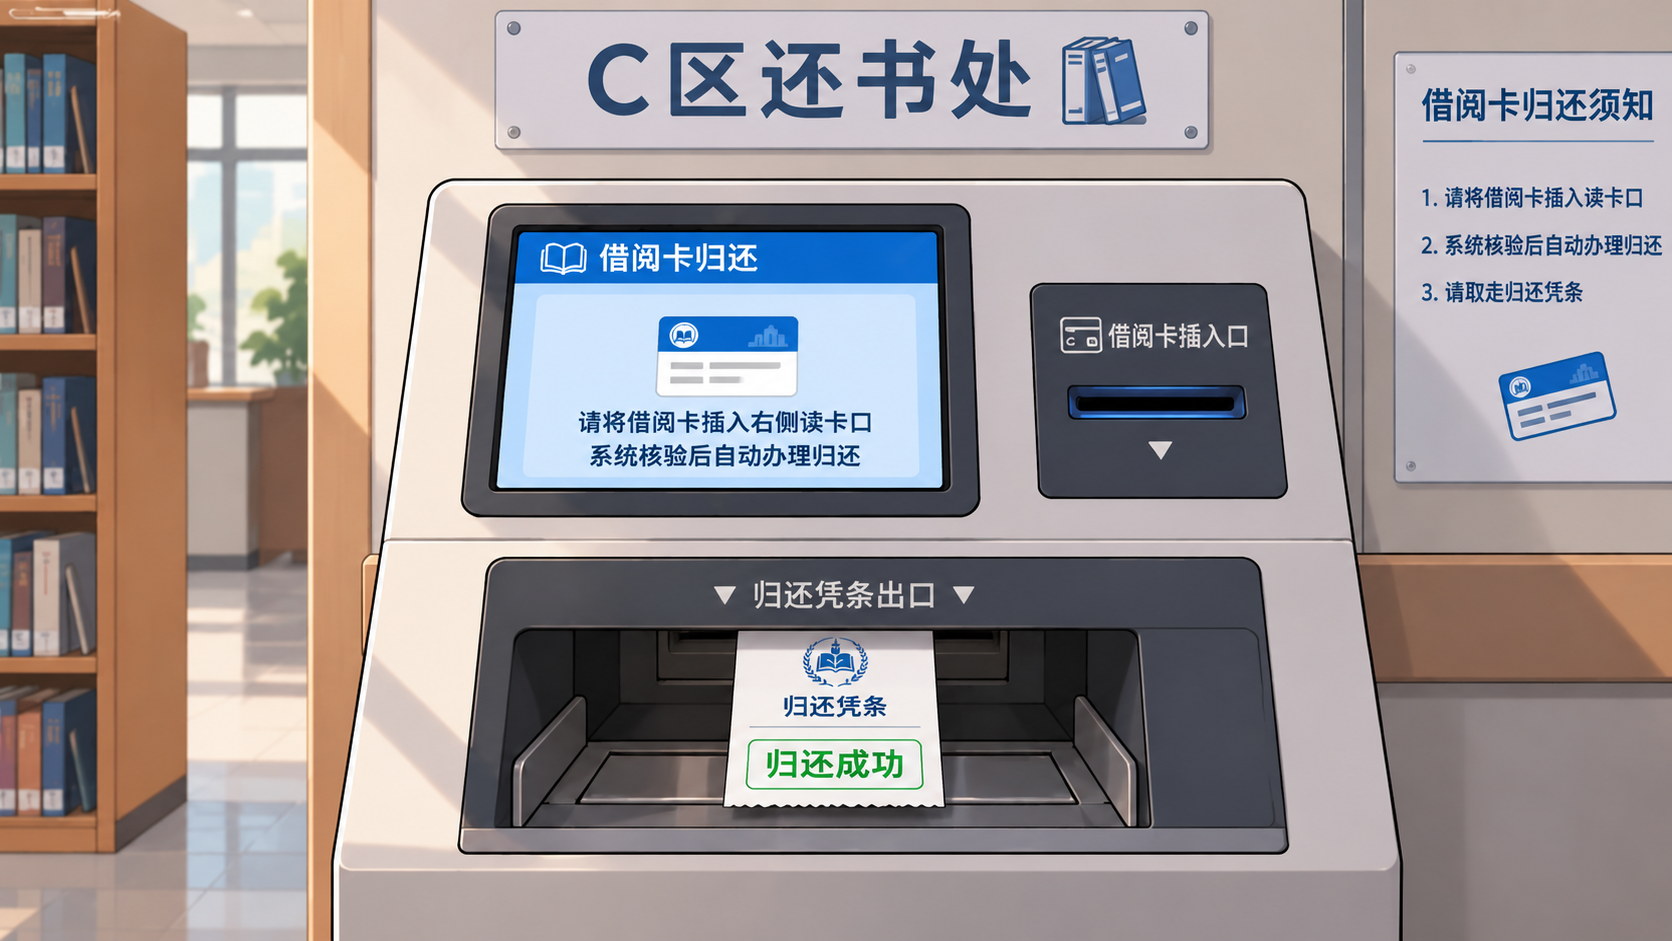 C区还书处
借阅卡归还须知
1. 请将借阅卡插入读卡口
2. 系统核验后自动办理归还
3. 请取走归还凭条
借阅卡归还
请将借阅卡插入右侧读卡口
系统核验后自动办理归还
借阅卡插入口
归还凭条出口
归还凭条
归还成功